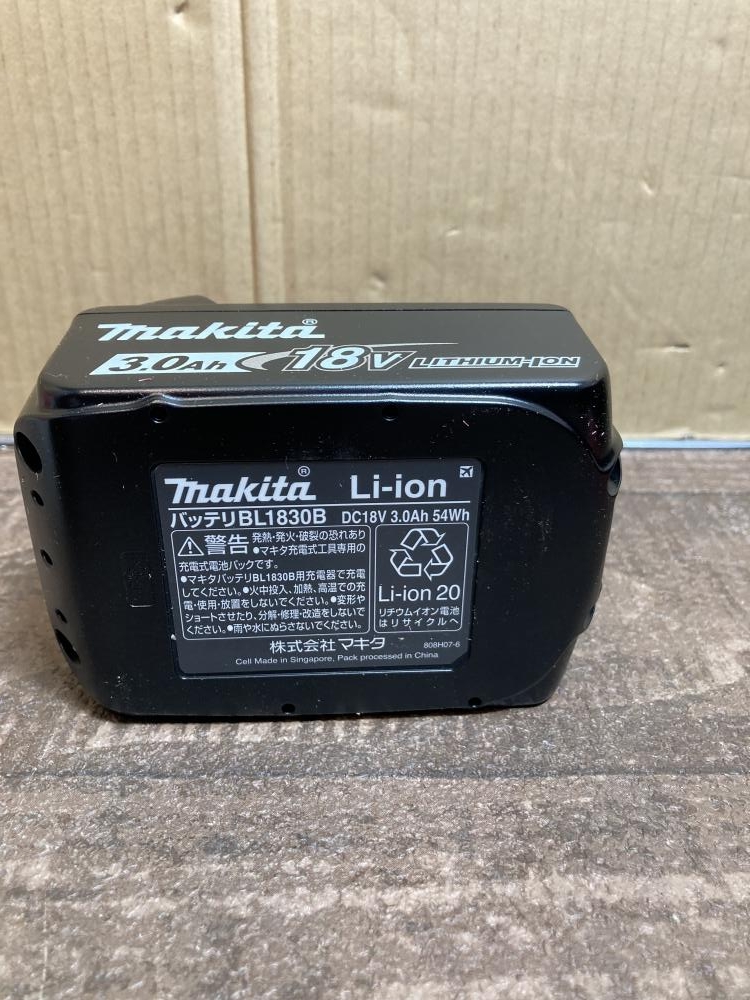 makita®
3.0Ah 18V LITHIUM-ION
makita® Li-ion
バッテリBL1830B DC18V 3.0Ah 54Wh
警告 発熱・発火・破裂の恐れあり
●マキタ充電式工具専用の
充電式電池パックです。
●マキタバッテリBL1830B用充電器で充電
してください。●火中投入、加熱、高温での充
電・使用・放置をしないでください。●変形や
ショートさせたり、分解・修理・改造をしないで
ください。●雨や水にぬらさないでください。
Li-ion 20
リチウムイオン電池
はリサイクルへ
株式会社マキタ
808H07-6
Cell Made in Singapore, Pack processed in China